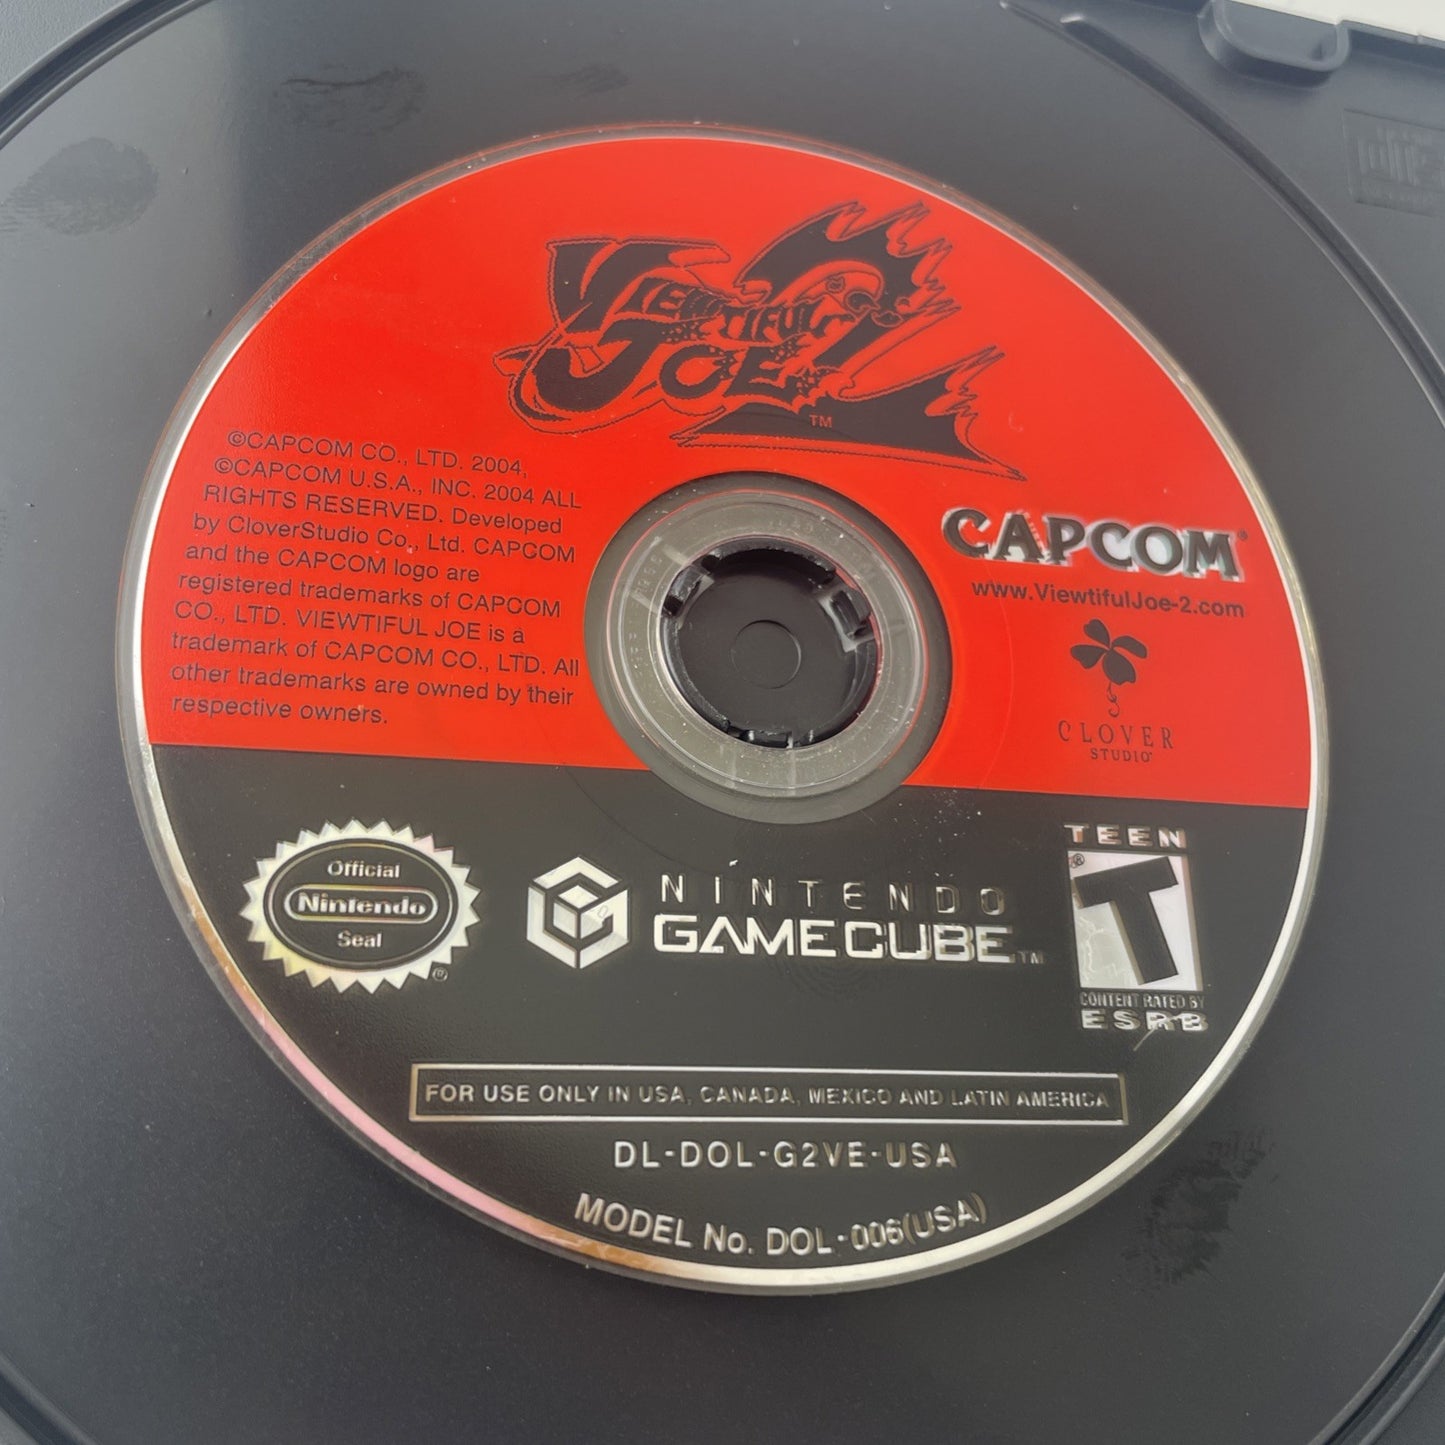 VIEWTIFUL
JOE 2
TM
©CAPCOM CO., LTD. 2004,
©CAPCOM U.S.A., INC. 2004 ALL
RIGHTS RESERVED. Developed
by CloverStudio Co., Ltd. CAPCOM
and the CAPCOM logo are
registered trademarks of CAPCOM
CO., LTD. VIEWTIFUL JOE is a
trademark of CAPCOM CO., LTD. All
other trademarks are owned by their
respective owners.
CAPCOM®
www.ViewtifulJoe-2.com
CLOVER
STUDIO
Official
Nintendo
Seal
®
NINTENDO
GAMECUBE™
TEEN
T
®
CONTENT RATED BY
ESRB
FOR USE ONLY IN USA, CANADA, MEXICO AND LATIN AMERICA
DL-DOL-G2VE-USA
MODEL No. DOL-006(USA)